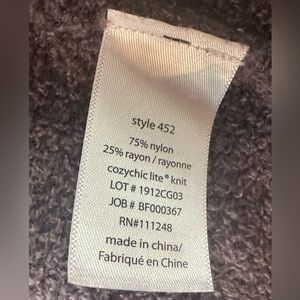 style 452
75% nylon
25% rayon / rayonne
cozychic lite® knit
LOT # 1912CG03
JOB # BF000367
RN#111248
made in china/
Fabriqué en Chine